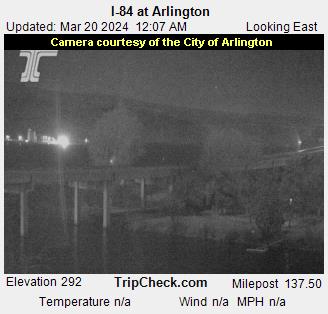 I-84 at Arlington
Updated: Mar 20 2024 12:07 AM Looking East
Camera courtesy of the City of Arlington
Elevation 292 TripCheck.com Milepost 137.50
Temperature n/a Wind n/a MPH n/a